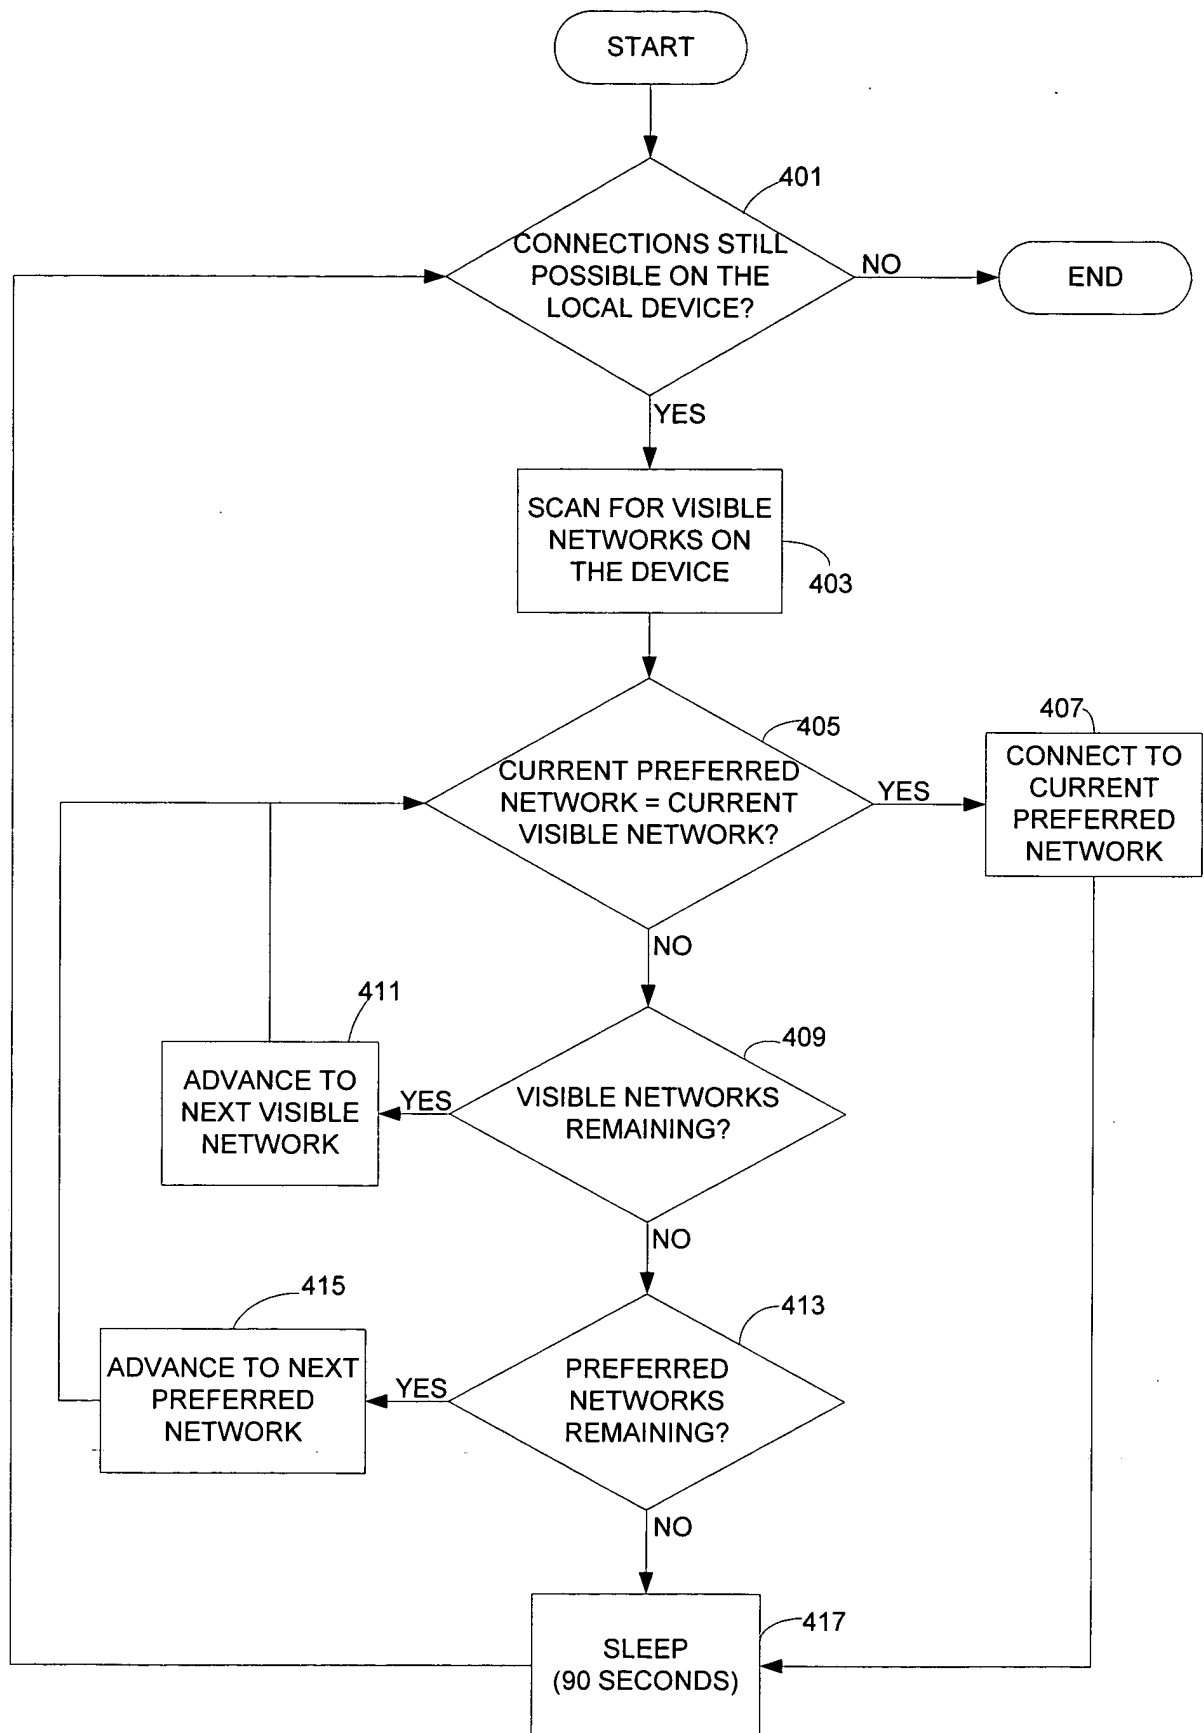 START
401
CONNECTIONS STILL
POSSIBLE ON THE
LOCAL DEVICE?
NO
END
YES
SCAN FOR VISIBLE
NETWORKS ON
THE DEVICE
403
405
407
CURRENT PREFERRED
NETWORK = CURRENT
VISIBLE NETWORK?
YES
CONNECT TO
CURRENT
PREFERRED
NETWORK
NO
411
409
ADVANCE TO
NEXT VISIBLE
NETWORK
YES
VISIBLE NETWORKS
REMAINING?
NO
415
413
ADVANCE TO NEXT
PREFERRED
NETWORK
YES
PREFERRED
NETWORKS
REMAINING?
NO
417
SLEEP
(90 SECONDS)